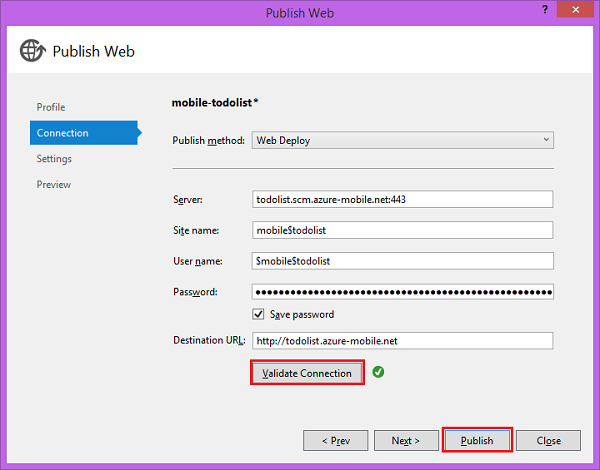 Publish Web
? ×
Publish Web
Profile
Connection
Settings
Preview
mobile-todolist*
Publish method: Web Deploy
Server: todolist.scm.azure-mobile.net:443
Site name: mobile$todolist
User name: $mobile$todolist
Password: ●●●●●●●●●●●●●●●●●●●●●●●●●●●●●●●●●●●●●●●●●●
Save password
Destination URL: http://todolist.azure-mobile.net
Validate Connection
< Prev Next > Publish Close